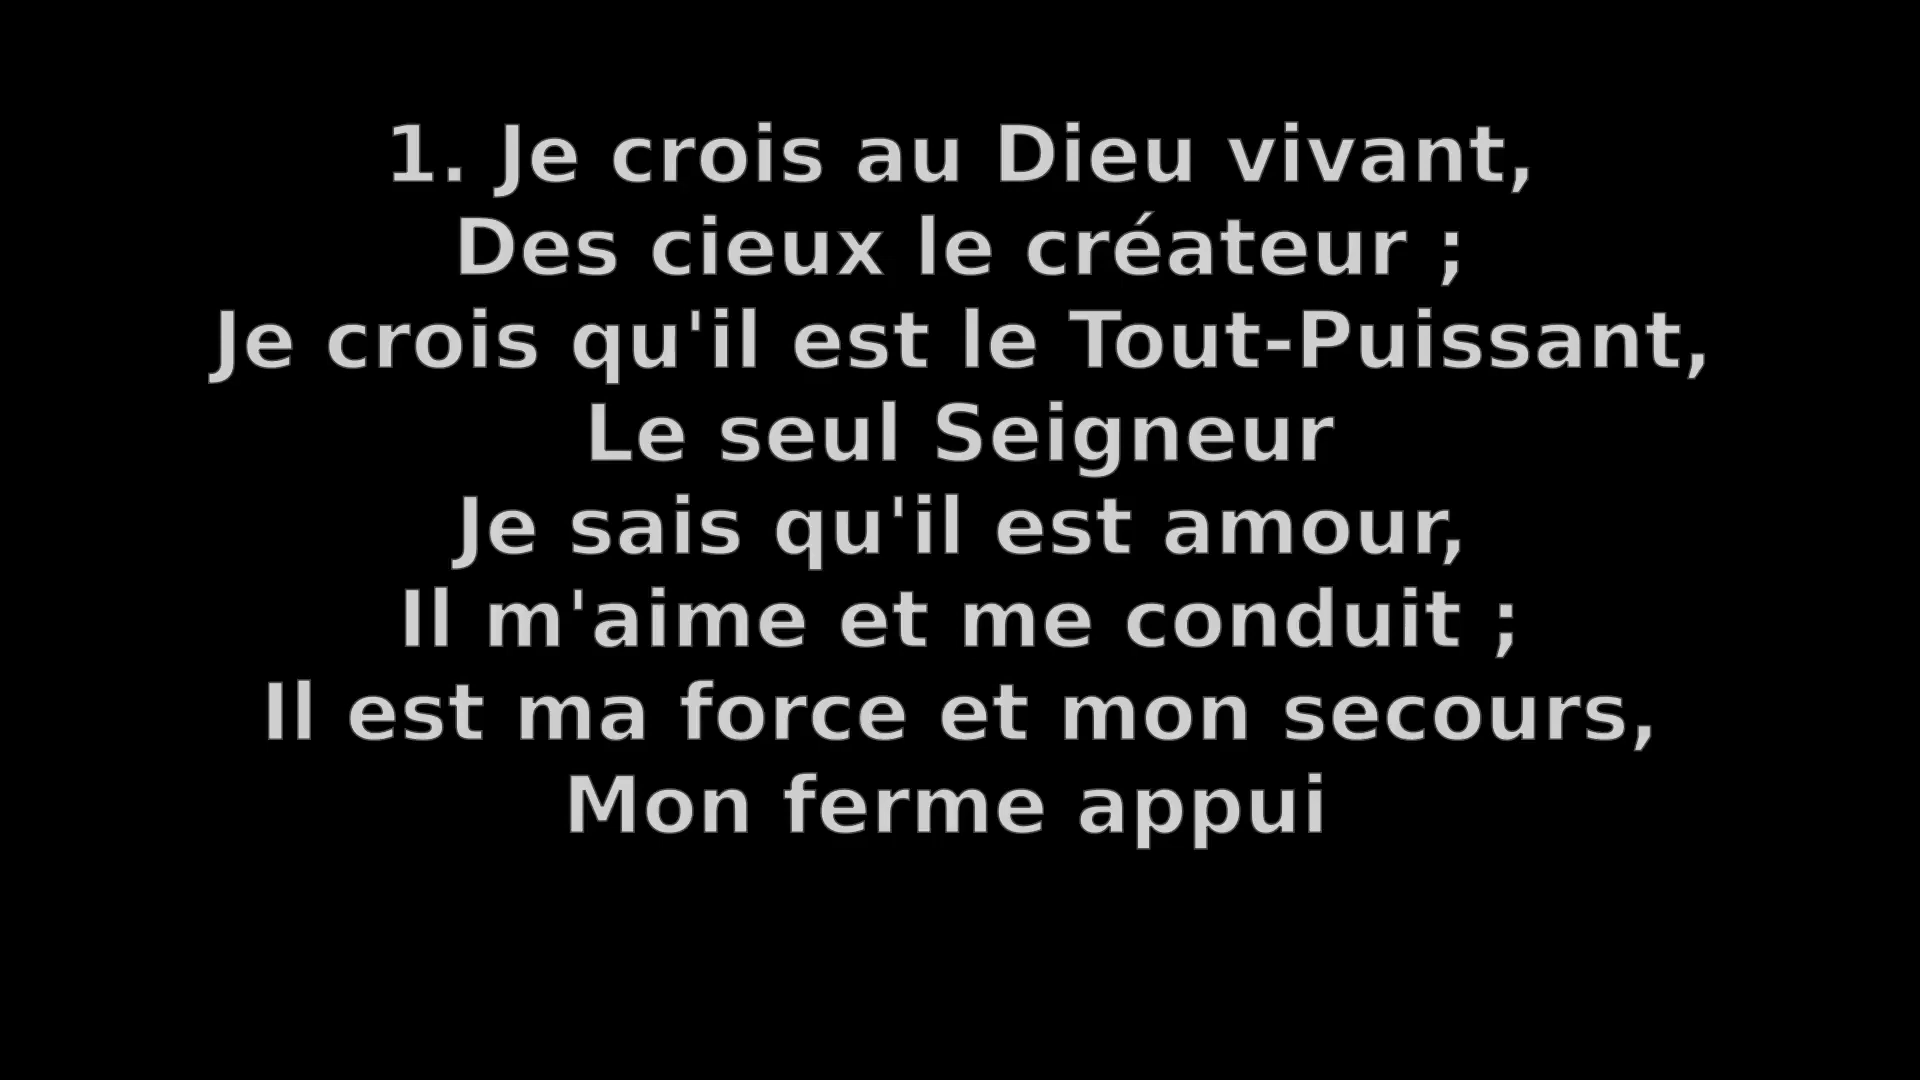 1. Je crois au Dieu vivant,
Des cieux le créateur ;
Je crois qu'il est le Tout-Puissant,
Le seul Seigneur
Je sais qu'il est amour,
Il m'aime et me conduit ;
Il est ma force et mon secours,
Mon ferme appui